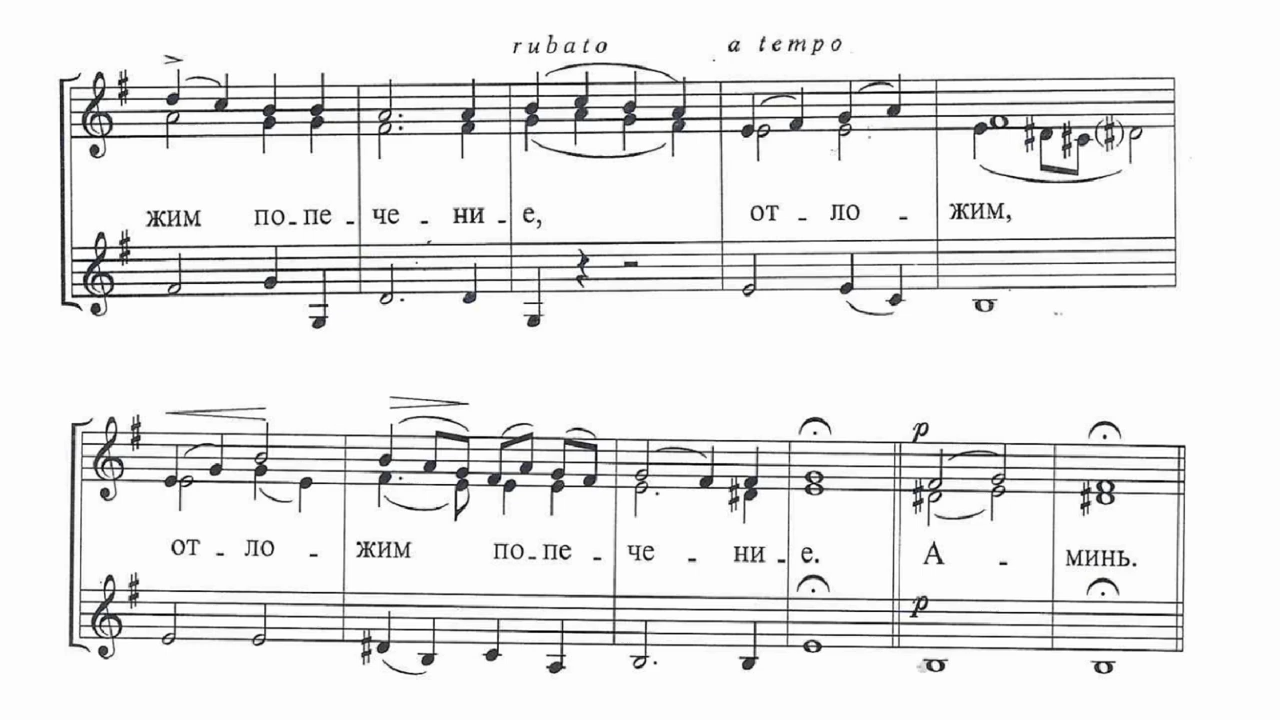 rubato a tempo
жим по - пе - че - ни - е, от - ло - жим,
p
от - ло - жим по - пе - че - ни - е. А - минь.
p